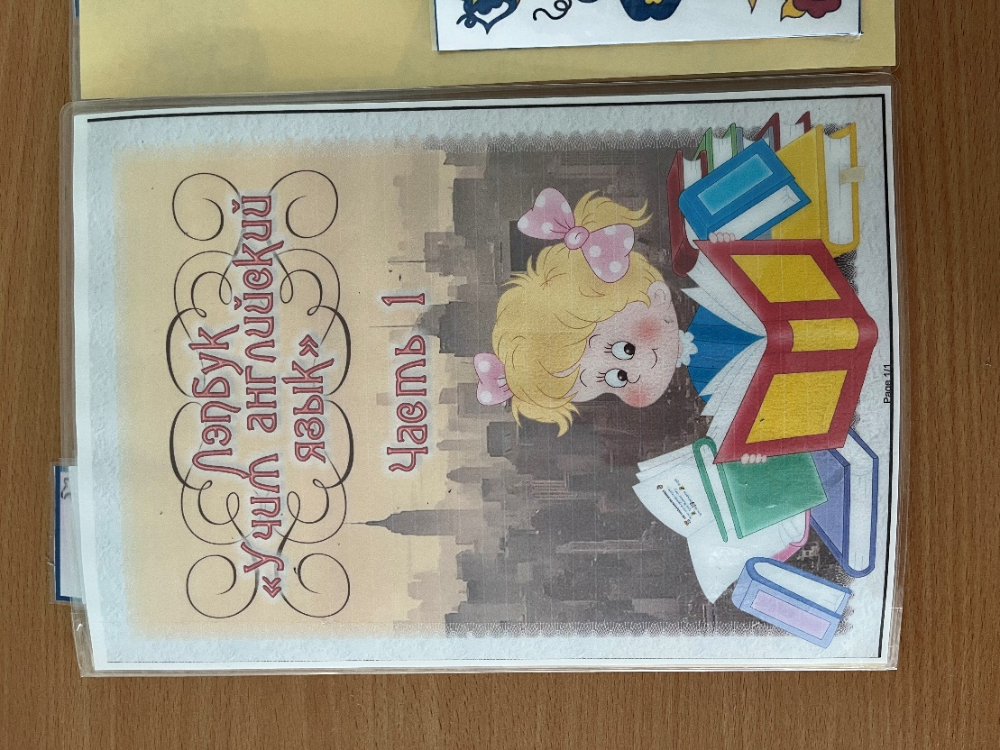 Лэпбук
«Учим английский
язык»
Часть 1
Page 1/1